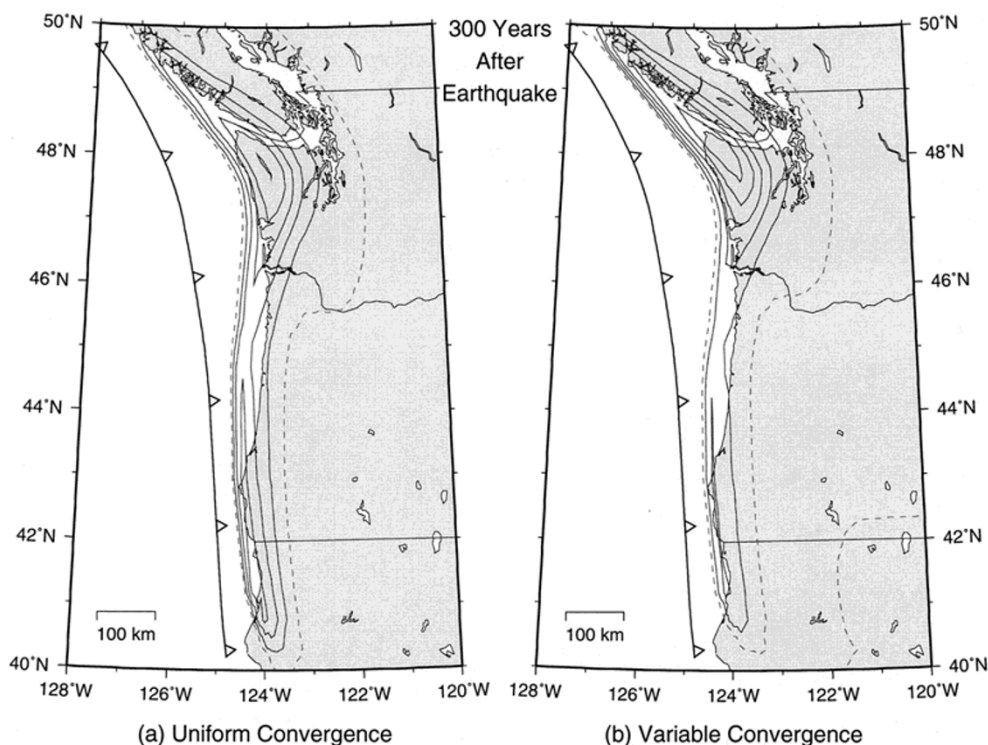 300 Years
After
Earthquake
50°N
48°N
46°N
44°N
42°N
40°N
100 km
128°W
126°W
124°W
122°W
120°W
(a) Uniform Convergence
50°N
48°N
46°N
44°N
42°N
40°N
100 km
128°W
126°W
124°W
122°W
120°W
(b) Variable Convergence